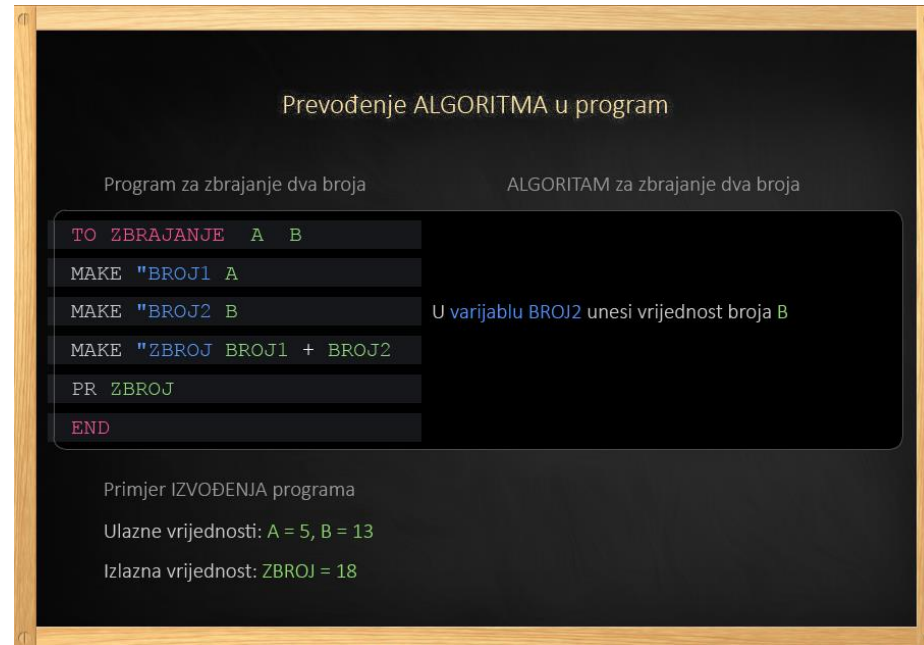 Prevođenje ALGORITMA u program
Program za zbrajanje dva broja
ALGORITAM za zbrajanje dva broja
TO ZBRAJANJE A B
MAKE "BROJ1 A
MAKE "BROJ2 B
U varijablu BROJ2 unesi vrijednost broja B
MAKE "ZBROJ BROJ1 + BROJ2
PR ZBROJ
END
Primjer IZVOĐENJA programa
Ulazne vrijednosti: A = 5, B = 13
Izlazna vrijednost: ZBROJ = 18